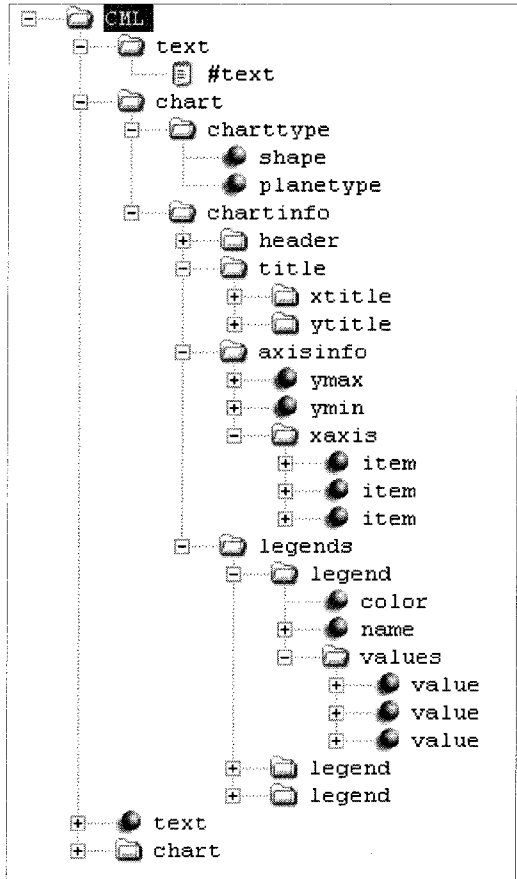 CML
text
#text
chart
charttype
shape
planetype
chartinfo
header
title
xtitle
ytitle
axisinfo
ymax
ymin
xaxis
item
item
item
legends
legend
color
name
values
value
value
value
legend
legend
text
chart